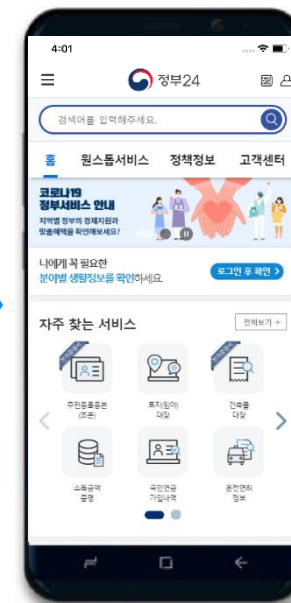 4:01
정부24
검색어를 입력해주세요.
홈 원스톱서비스 정책정보 고객센터
코로나19
정부서비스 안내
지역별 정부의 경제지원과
맞춤혜택을 확인해보세요!
나에게 꼭 필요한
분야별 생활정보를 확인하세요.
로그인 후 확인 >
자주 찾는 서비스
전체보기 +
주민등록등본
(초본)
토지(임야)
대장
건축물
대장
소득금액
증명
국민연금
가입내역
운전면허
정보